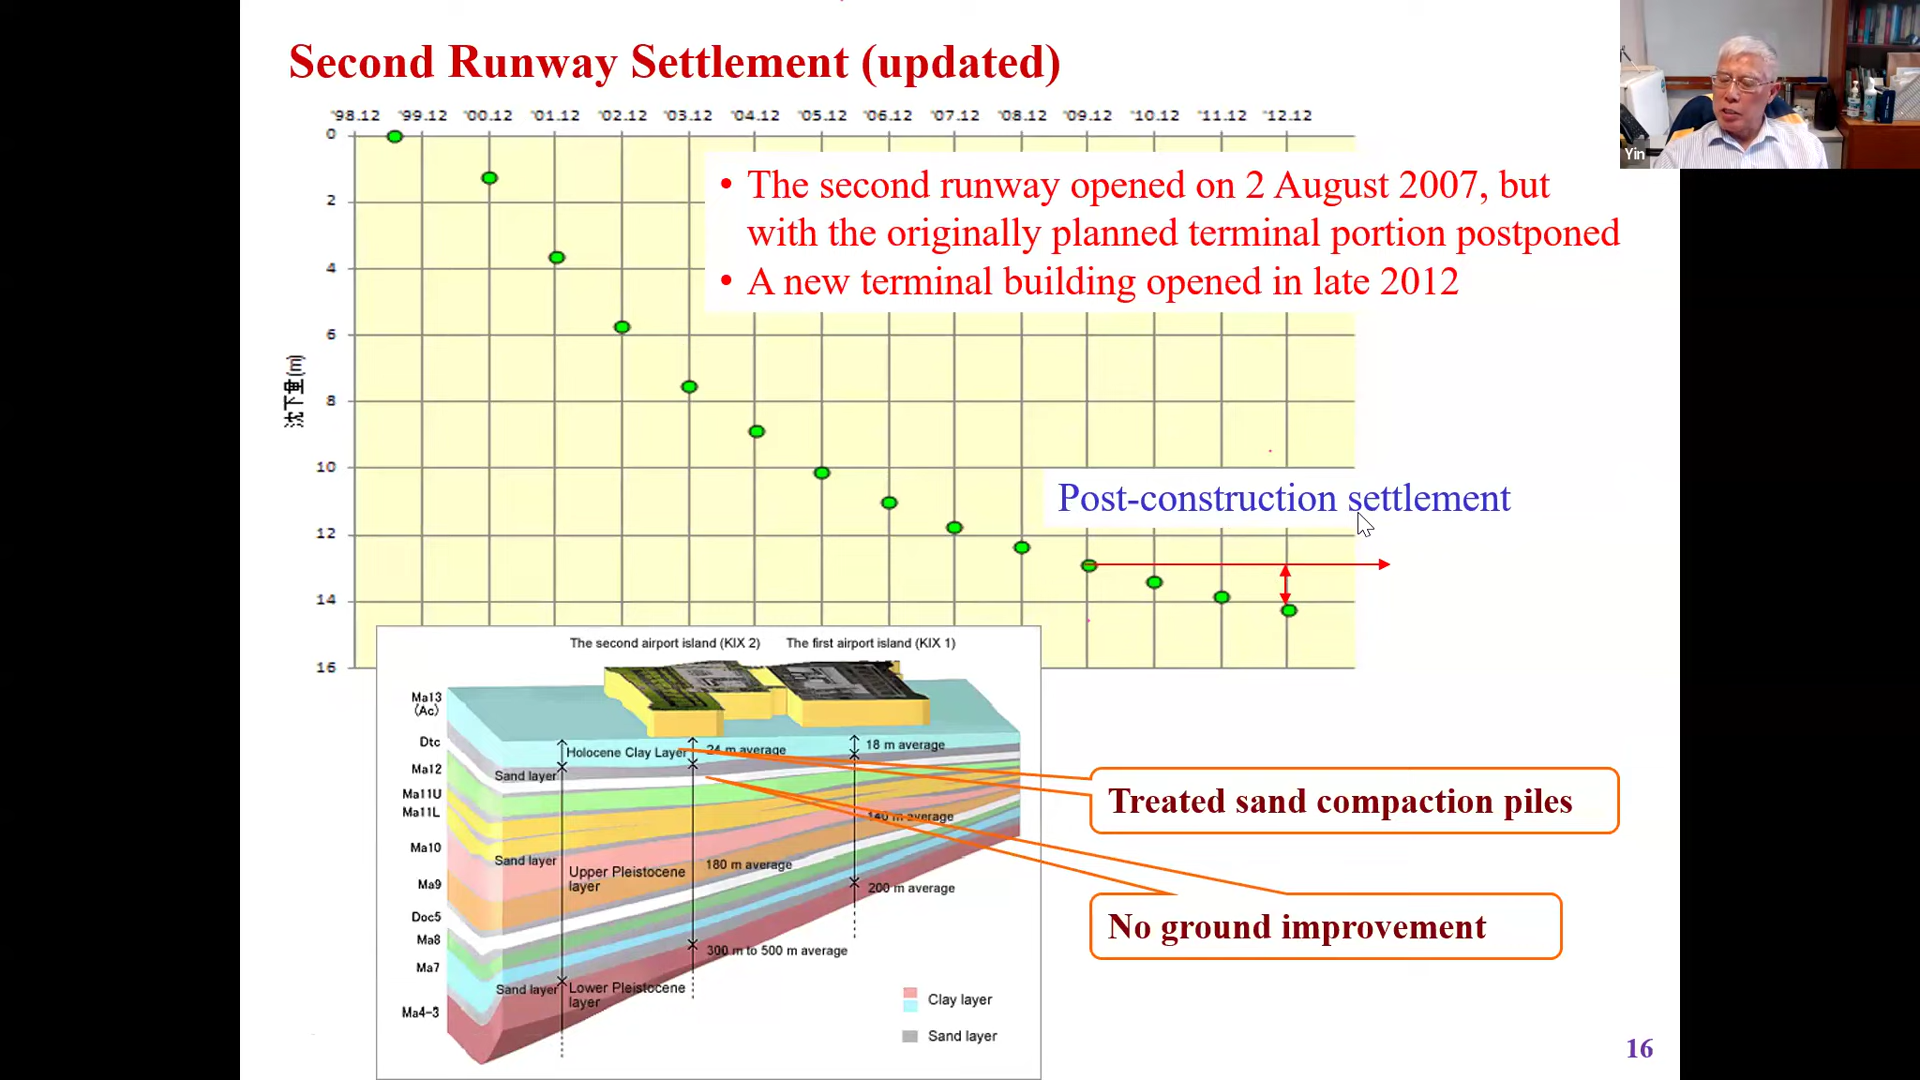 Second Runway Settlement (updated)
'98.12 '99.12 '00.12 '01.12 '02.12 '03.12 '04.12 '05.12 '06.12 '07.12 '08.12 '09.12 '10.12 '11.12 '12.12
0
2
4
6
8
10
12
14
16
沈下量(m)
• The second runway opened on 2 August 2007, but
with the originally planned terminal portion postponed
• A new terminal building opened in late 2012
Yin
Post-construction settlement
The second airport island (KIX 2) The first airport island (KIX 1)
Ma13
(Ac)
Dtc
Ma12
Ma11U
Ma11L
Ma10
Ma9
Doc5
Ma8
Ma7
Ma4-3
Holocene Clay Layer
24 m average
18 m average
Sand layer
140 m average
Sand layer
180 m average
Upper Pleistocene
layer
200 m average
300 m to 500 m average
Sand layer
Lower Pleistocene
layer
Clay layer
Sand layer
Treated sand compaction piles
No ground improvement
16